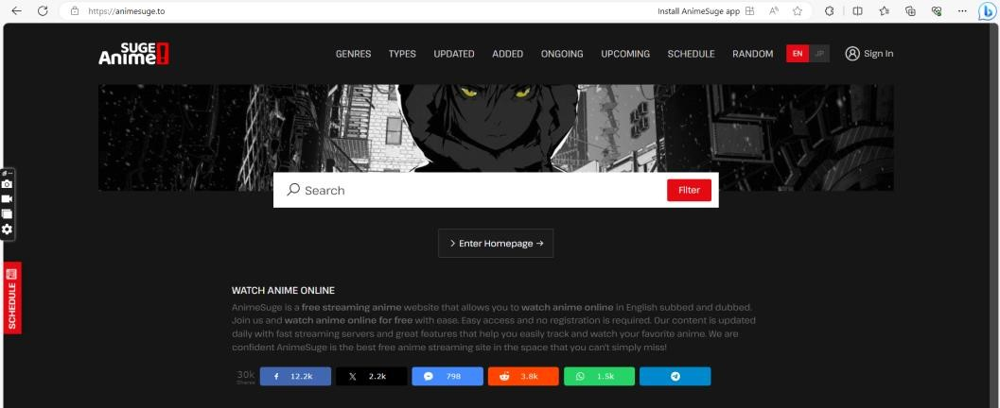 https://animesuge.to
Install AnimeSuge app
SUGE
Anime!
GENRES TYPES UPDATED ADDED ONGOING UPCOMING SCHEDULE RANDOM EN JP Sign In
Search
Filter
> Enter Homepage →
SCHEDULE
WATCH ANIME ONLINE
AnimeSuge is a free streaming anime website that allows you to watch anime online in English subbed and dubbed.
Join us and watch anime online for free with ease. Easy access and no registration is required. Our content is updated
daily with fast streaming servers and great features that help you easily track and watch your favorite anime. We are
confident AnimeSuge is the best free anime streaming site in the space that you can't simply miss!
30k
Shares
12.2k 2.2k 798 3.8k 1.5k